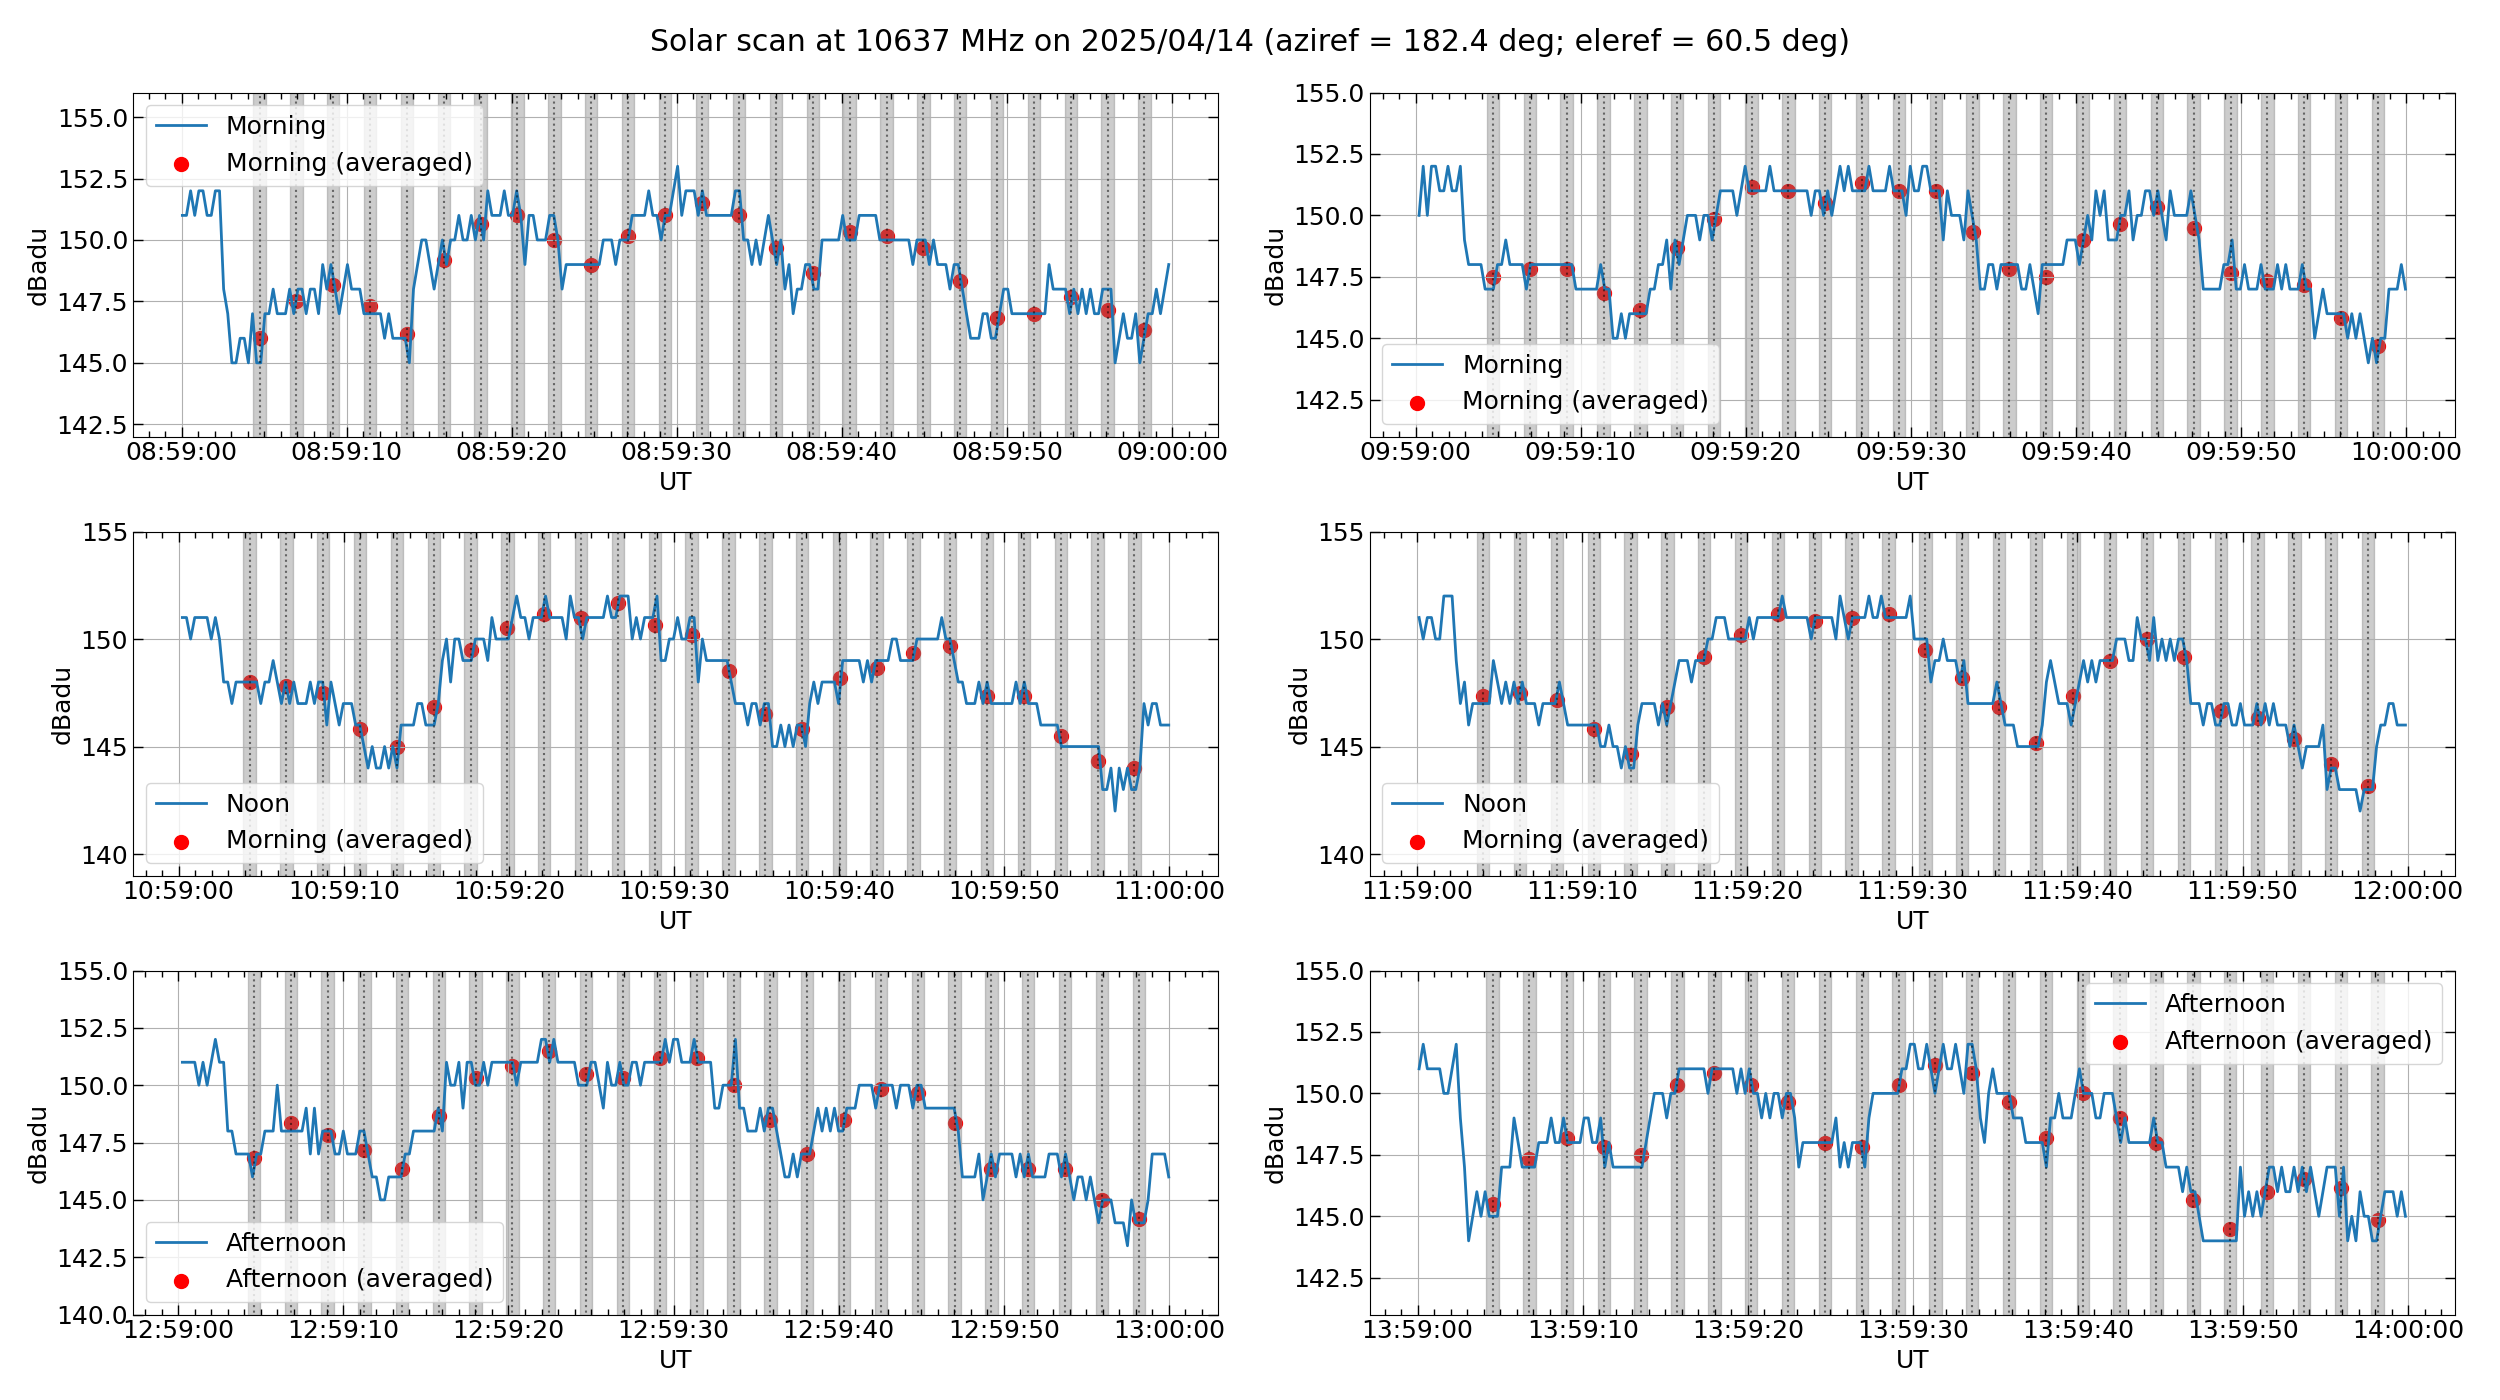 Solar scan at 10637 MHz on 2025/04/14 (aziref = 182.4 deg; eleref = 60.5 deg)
155.0
152.5
150.0
147.5
145.0
142.5
dBadu
Morning
Morning (averaged)
08:59:00 08:59:10 08:59:20 08:59:30 08:59:40 08:59:50 09:00:00
UT
155.0
152.5
150.0
147.5
145.0
142.5
dBadu
Morning
Morning (averaged)
09:59:00 09:59:10 09:59:20 09:59:30 09:59:40 09:59:50 10:00:00
UT
155
150
145
140
dBadu
Noon
Morning (averaged)
10:59:00 10:59:10 10:59:20 10:59:30 10:59:40 10:59:50 11:00:00
UT
155
150
145
140
dBadu
Noon
Morning (averaged)
11:59:00 11:59:10 11:59:20 11:59:30 11:59:40 11:59:50 12:00:00
UT
155.0
152.5
150.0
147.5
145.0
142.5
140.0
dBadu
Afternoon
Afternoon (averaged)
12:59:00 12:59:10 12:59:20 12:59:30 12:59:40 12:59:50 13:00:00
UT
155.0
152.5
150.0
147.5
145.0
142.5
dBadu
Afternoon
Afternoon (averaged)
13:59:00 13:59:10 13:59:20 13:59:30 13:59:40 13:59:50 14:00:00
UT